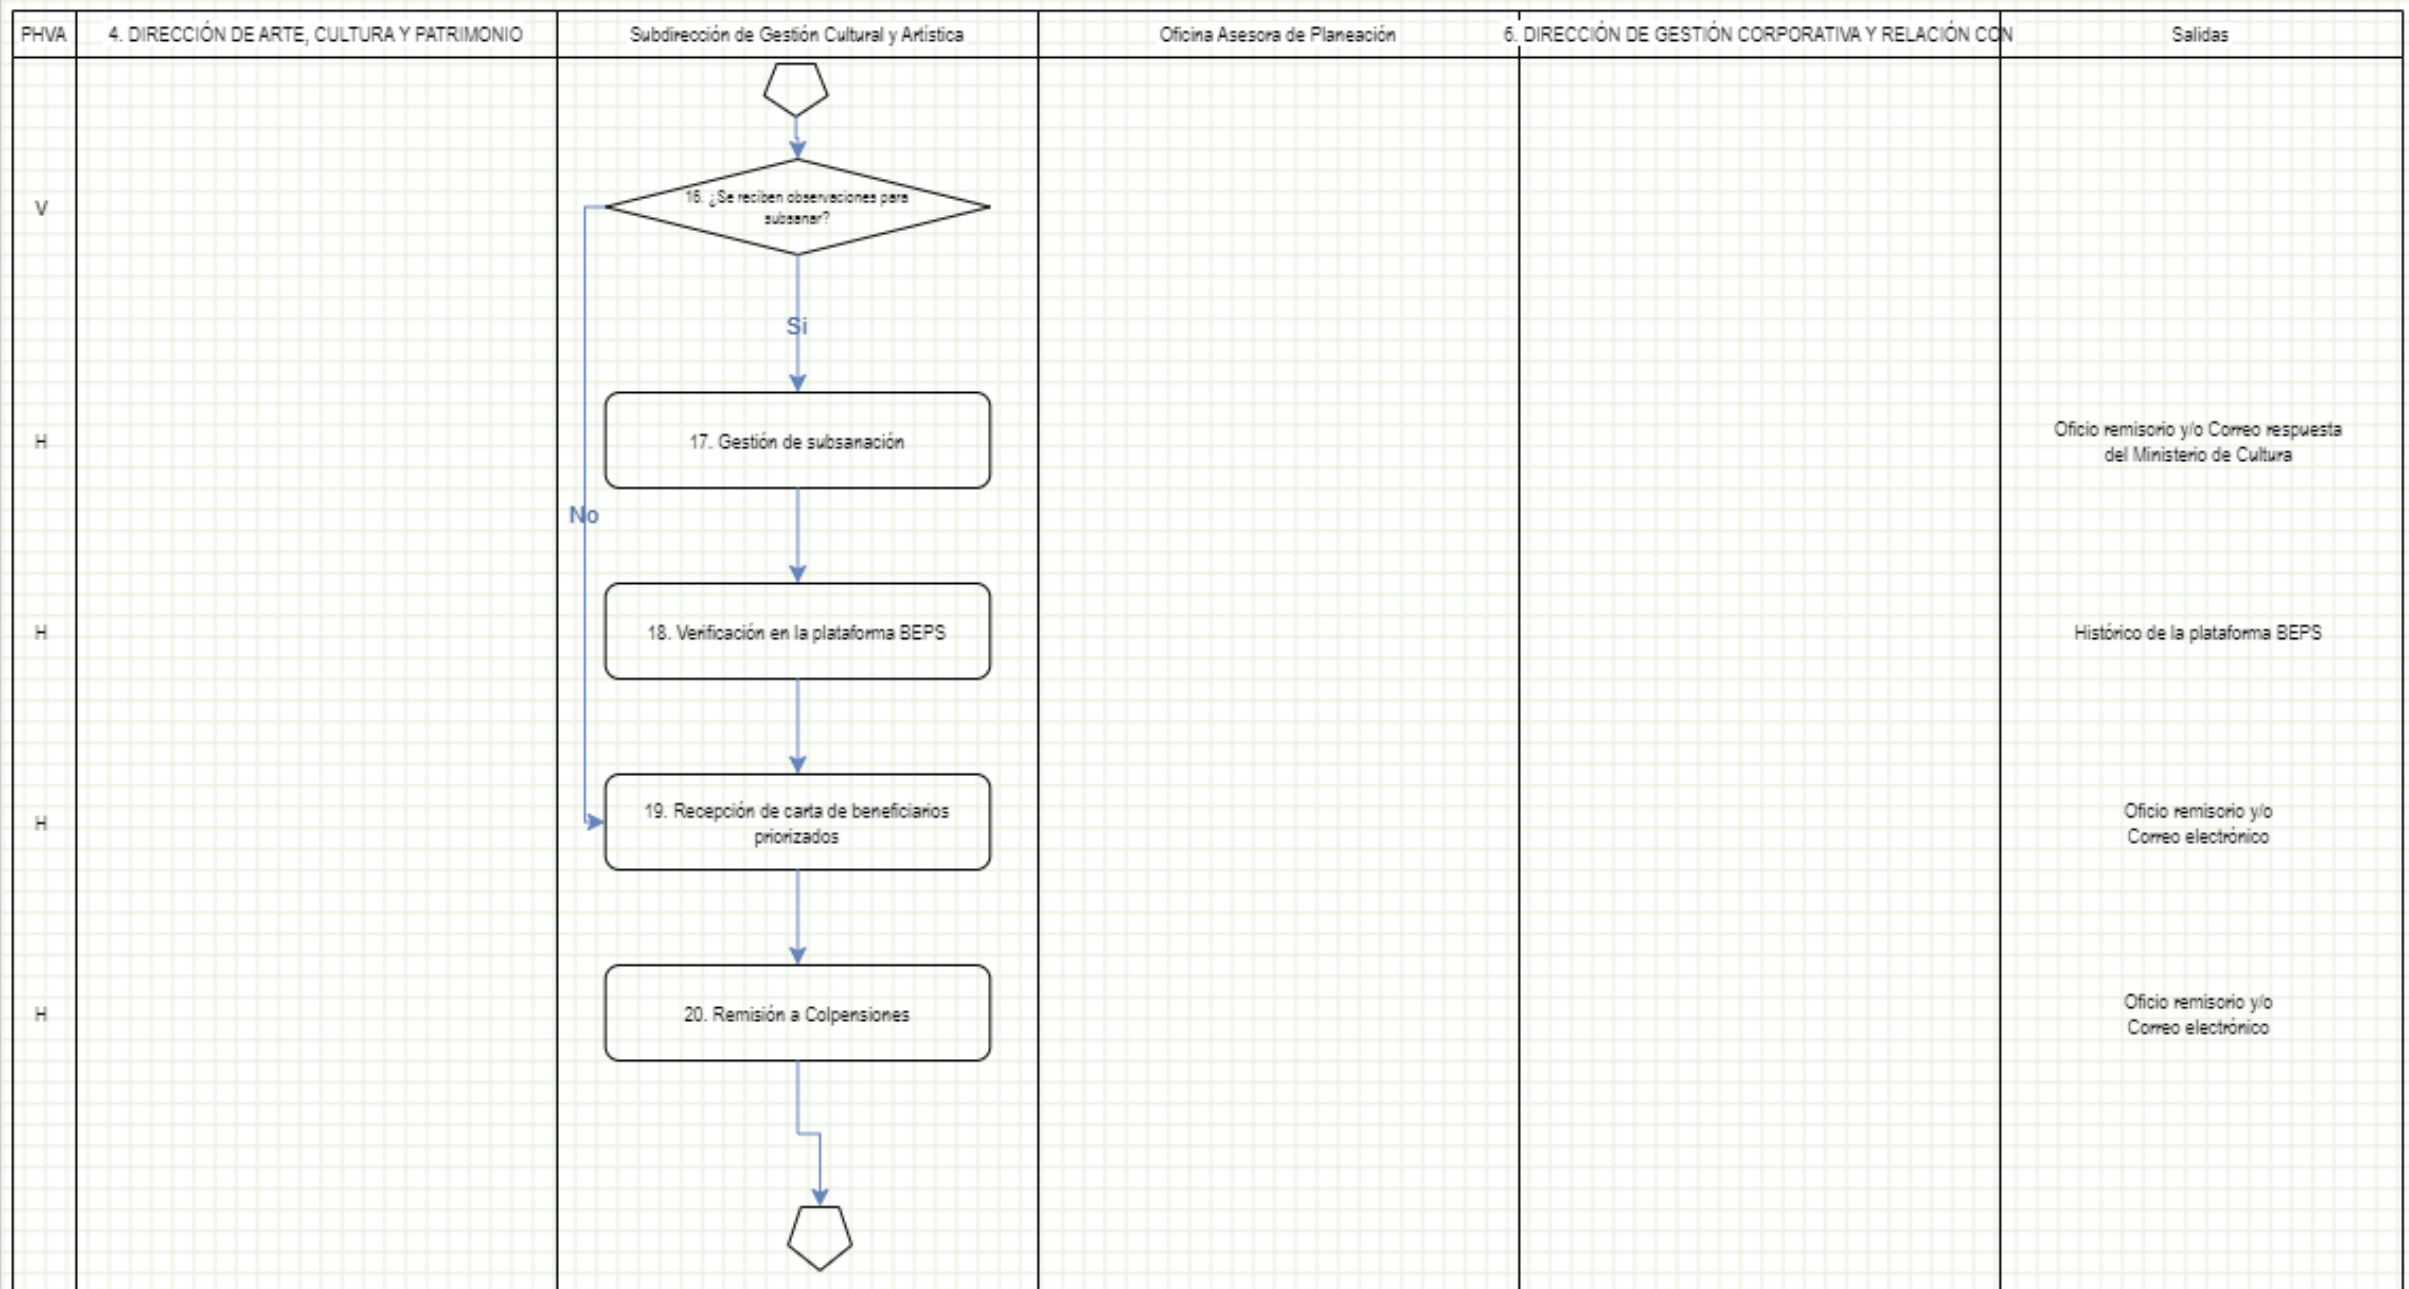 PHVA
4. DIRECCIÓN DE ARTE, CULTURA Y PATRIMONIO
Subdirección de Gestión Cultural y Artística
Oficina Asesora de Planeación
6. DIRECCIÓN DE GESTIÓN CORPORATIVA Y RELACIÓN CON
Salidas
V
16. ¿Se reciben observaciones para
subsanar?
Si
H
17. Gestión de subsanación
Oficio remisorio y/o Correo respuesta
del Ministerio de Cultura
No
H
18. Verificación en la plataforma BEPS
Histórico de la plataforma BEPS
H
19. Recepción de carta de beneficiarios
priorizados
Oficio remisorio y/o
Correo electrónico
H
20. Remisión a Colpensiones
Oficio remisorio y/o
Correo electrónico